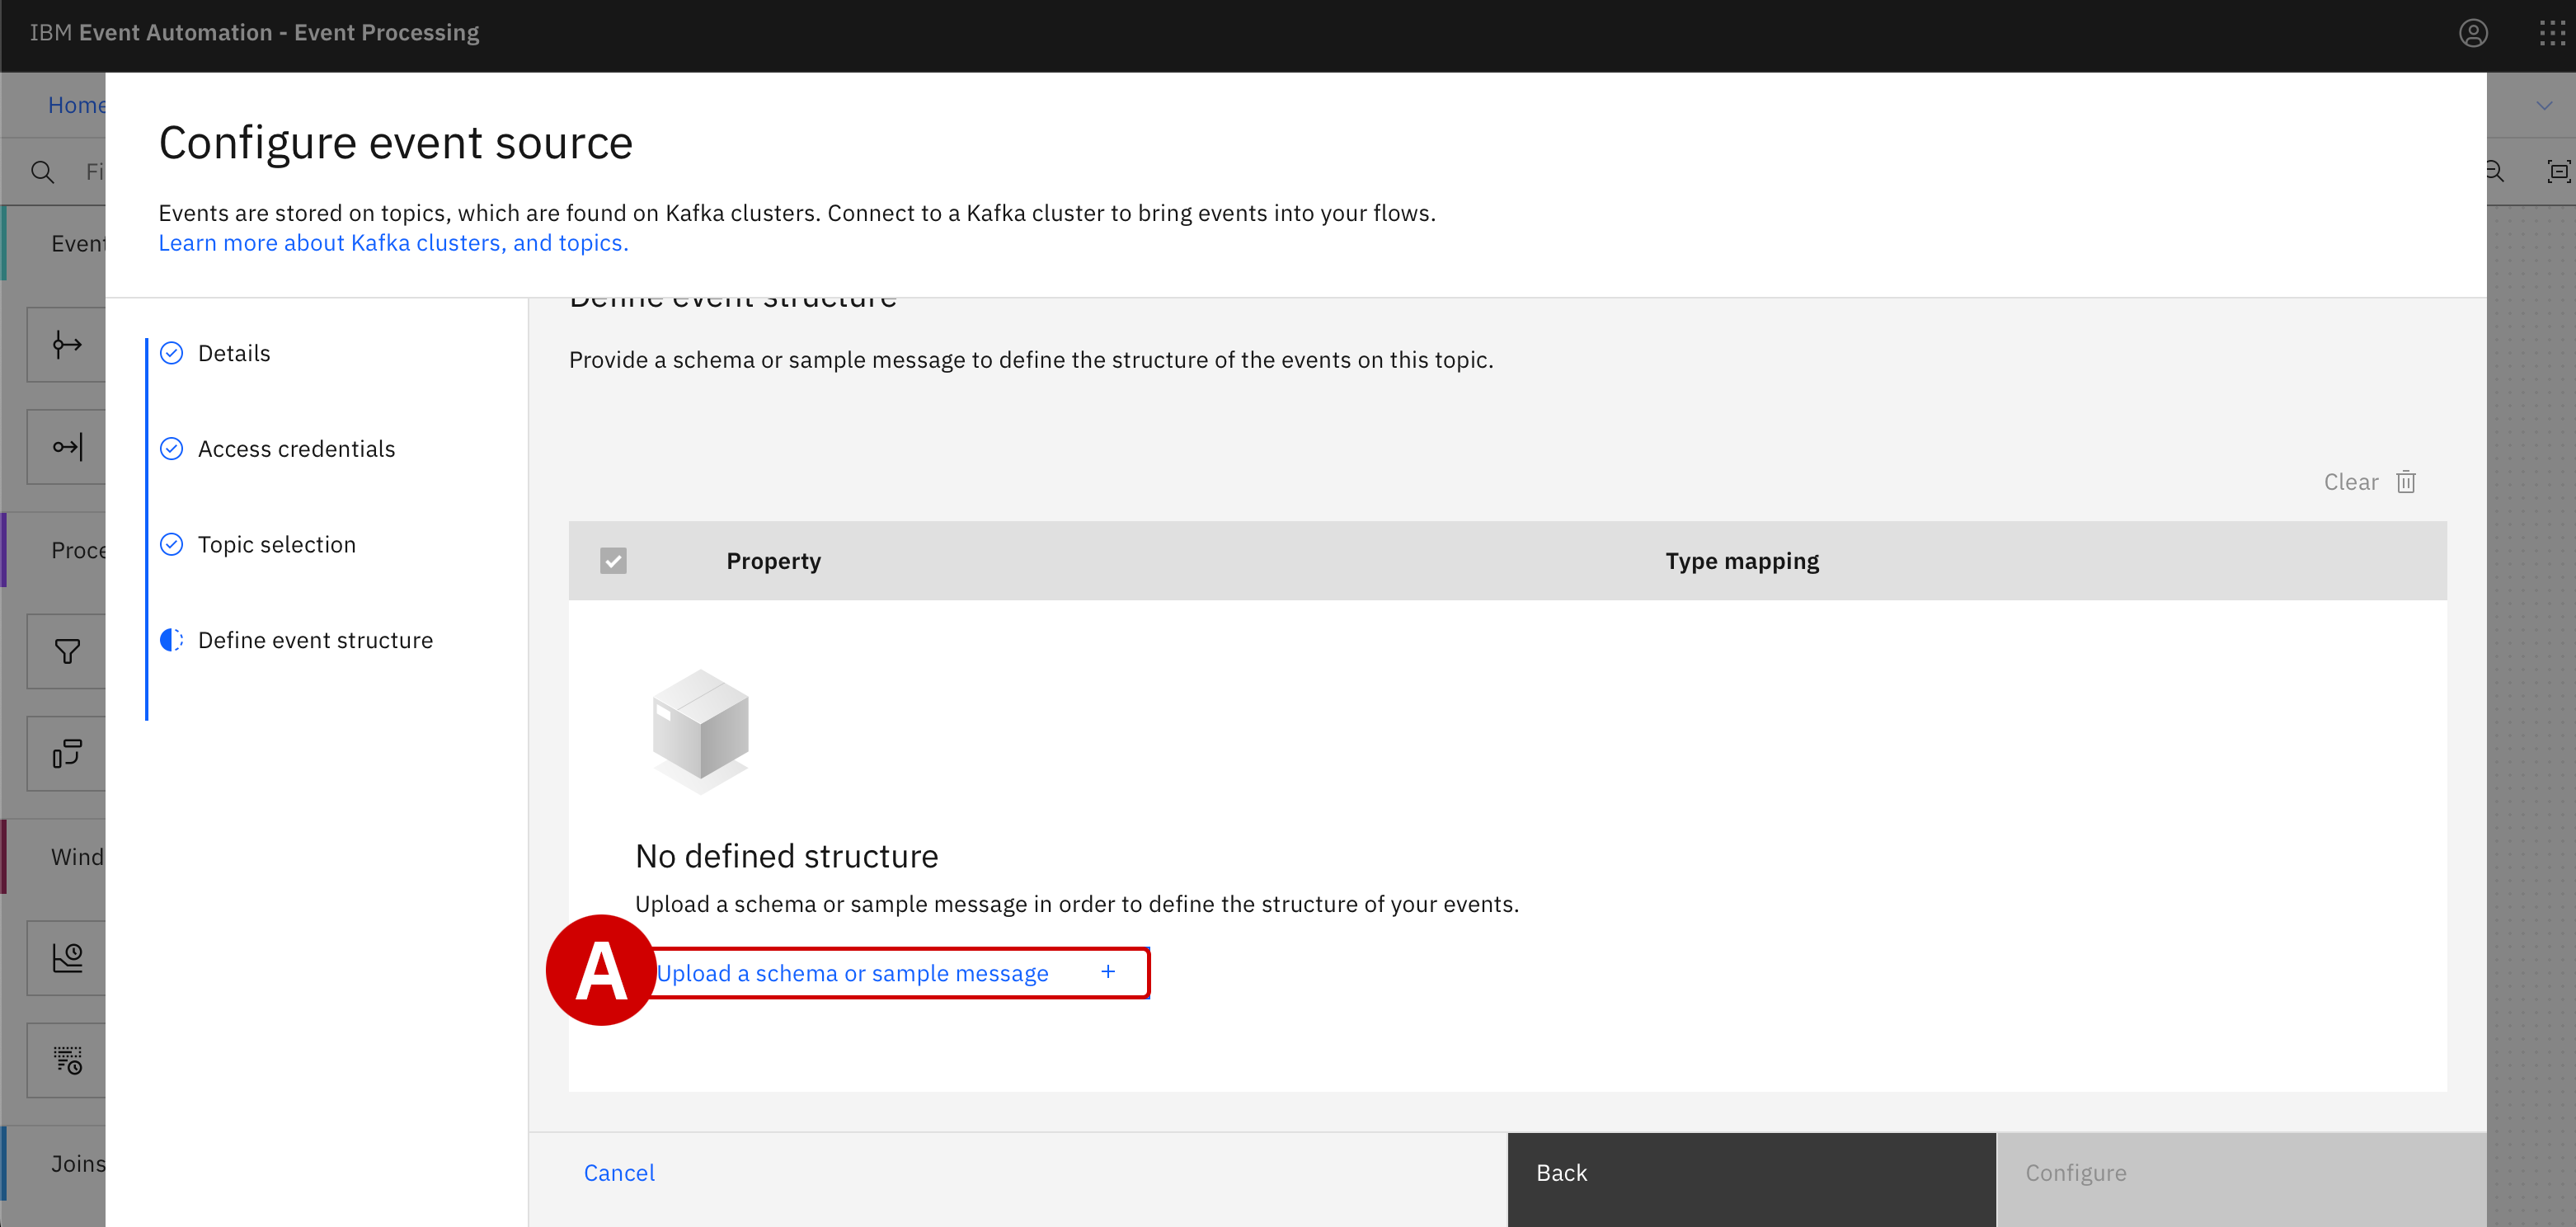 IBM Event Automation - Event Processing
Home
Configure event source
Fi
Events are stored on topics, which are found on Kafka clusters. Connect to a Kafka cluster to bring events into your flows.
Learn more about Kafka clusters, and topics.
Event
Define event structure
Details
Provide a schema or sample message to define the structure of the events on this topic.
Access credentials
Clear
Proce
Topic selection
Property
Type mapping
Define event structure
Wind
No defined structure
Upload a schema or sample message in order to define the structure of your events.
A
Upload a schema or sample message +
Joins
Cancel
Back
Configure